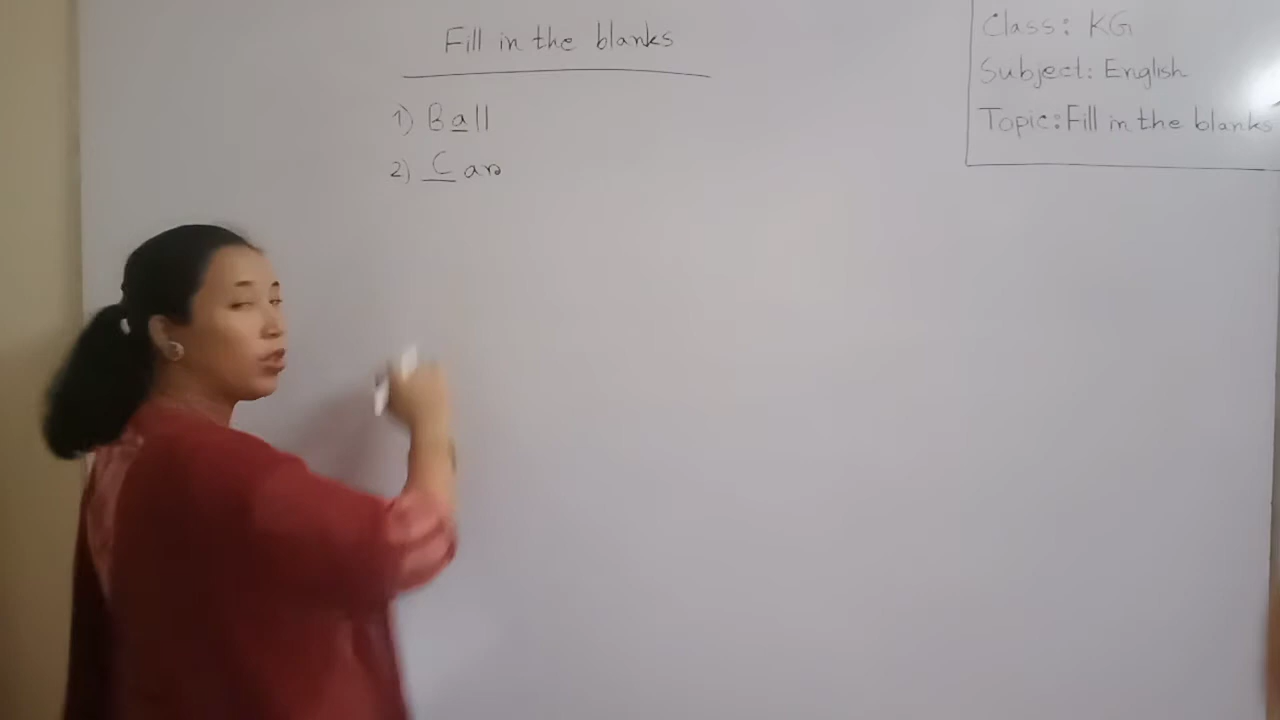 Fill in the blanks
1) Ball
2) Car
Class: KG
Subject: English
Topic: Fill in the blanks